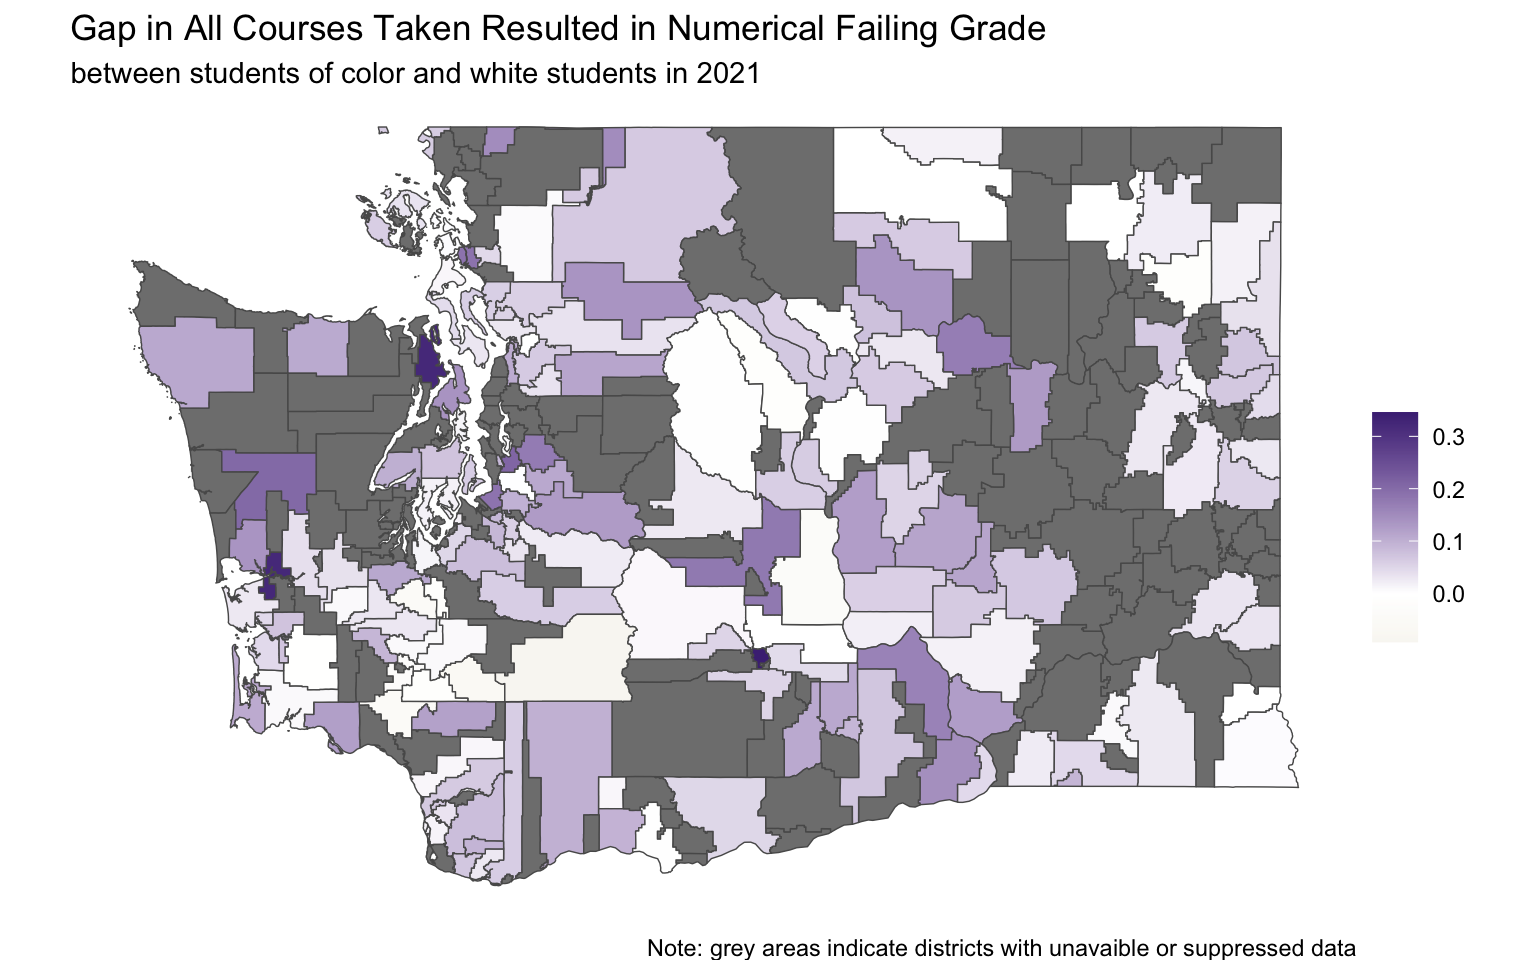 Gap in All Courses Taken Resulted in Numerical Failing Grade
between students of color and white students in 2021
0.3
0.2
0.1
0.0
Note: grey areas indicate districts with unavaible or suppressed data